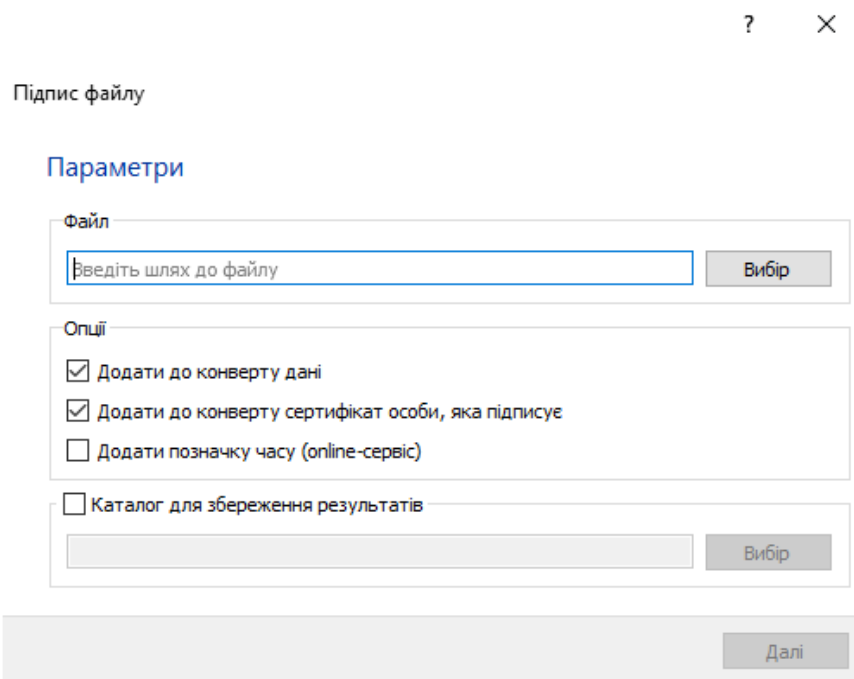 ?
Підпис файлу
Параметри
Файл
Введіть шлях до файлу
Вибір
Опції
Додати до конверту дані
Додати до конверту сертифікат особи, яка підписує
Додати позначку часу (online-сервіс)
Каталог для збереження результатів
Вибір
Далі